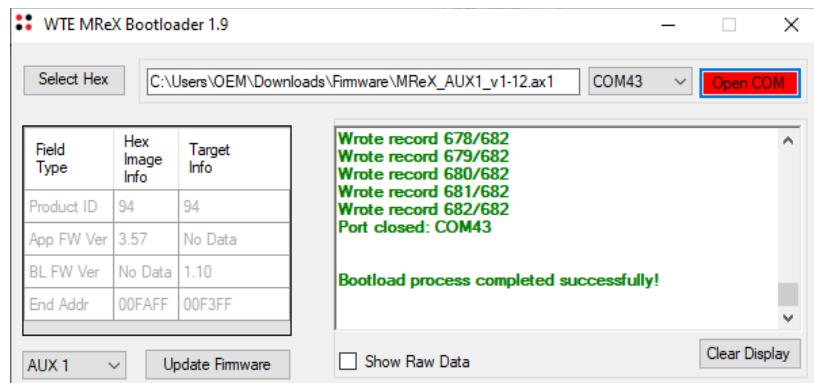 WTE MReX Bootloader 1.9
Select Hex
C:\Users\OEM\Downloads\Firmware\MReX_AUX1_v1-12.ax1
COM43
Open COM
Field Type
Hex Image Info
Target Info
Product ID 94 94
App FW Ver 3.57 No Data
BL FW Ver No Data 1.10
End Addr 00FAFF 00F3FF
AUX 1
Update Firmware
Wrote record 678/682
Wrote record 679/682
Wrote record 680/682
Wrote record 681/682
Wrote record 682/682
Port closed: COM43
Bootload process completed successfully!
Show Raw Data
Clear Display